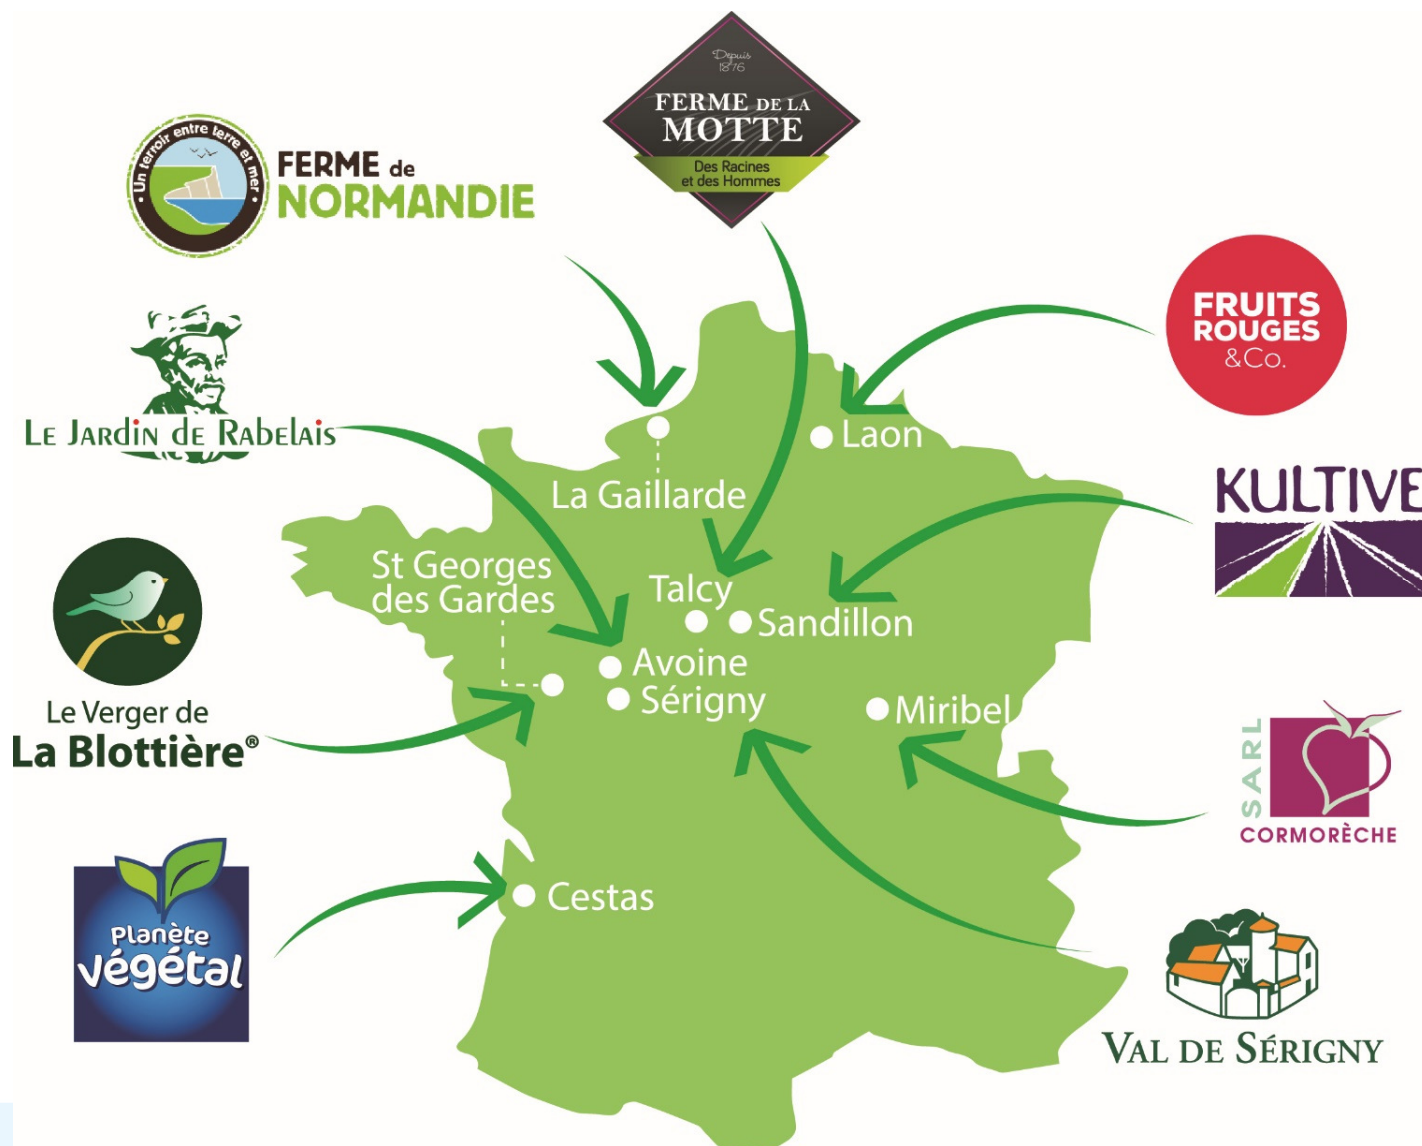 Depuis
1876
FERME DE LA
MOTTE
Des Racines
et des Hommes
• Un terroir entre terre et mer •
FERME de
NORMANDIE
FRUITS
ROUGES
&Co.
LE JARDIN DE RABELAIS
Laon
La Gaillarde
KULTIVE
St Georges
des Gardes
Talcy
Sandillon
Avoine
Sérigny
Miribel
Le Verger de
La Blottière®
SARL
CORMORÈCHE
Cestas
Planète
végétal
VAL DE SÉRIGNY